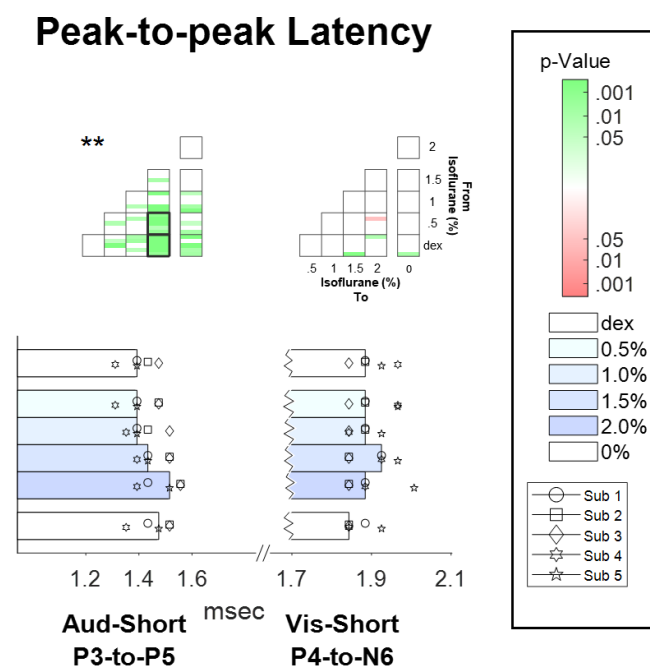 Peak-to-peak Latency
**
2
1.5
1
.5
dex
From
Isoflurane (%)
.5 1 1.5 2 0
Isoflurane (%)
To
p-Value
.001
.01
.05
.05
.01
.001
dex
0.5%
1.0%
1.5%
2.0%
0%
Sub 1
Sub 2
Sub 3
Sub 4
Sub 5
1.2 1.4 1.6 1.7 1.9 2.1
msec
Aud-Short Vis-Short
P3-to-P5 P4-to-N6